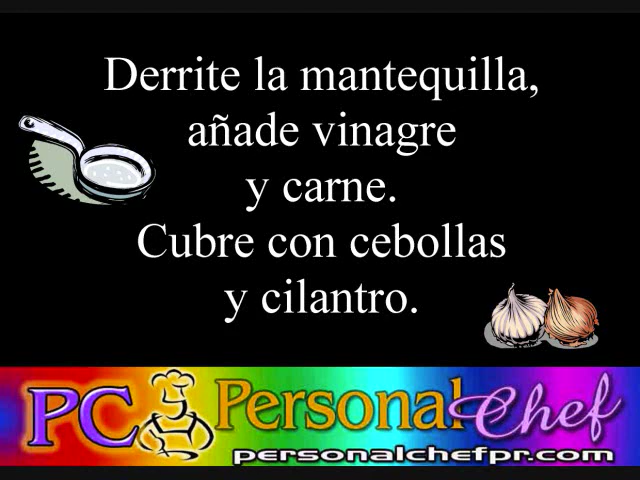 Derrite la mantequilla,
añade vinagre
y carne.
Cubre con cebollas
y cilantro.
PC Personal Chef
personalchefpr.com